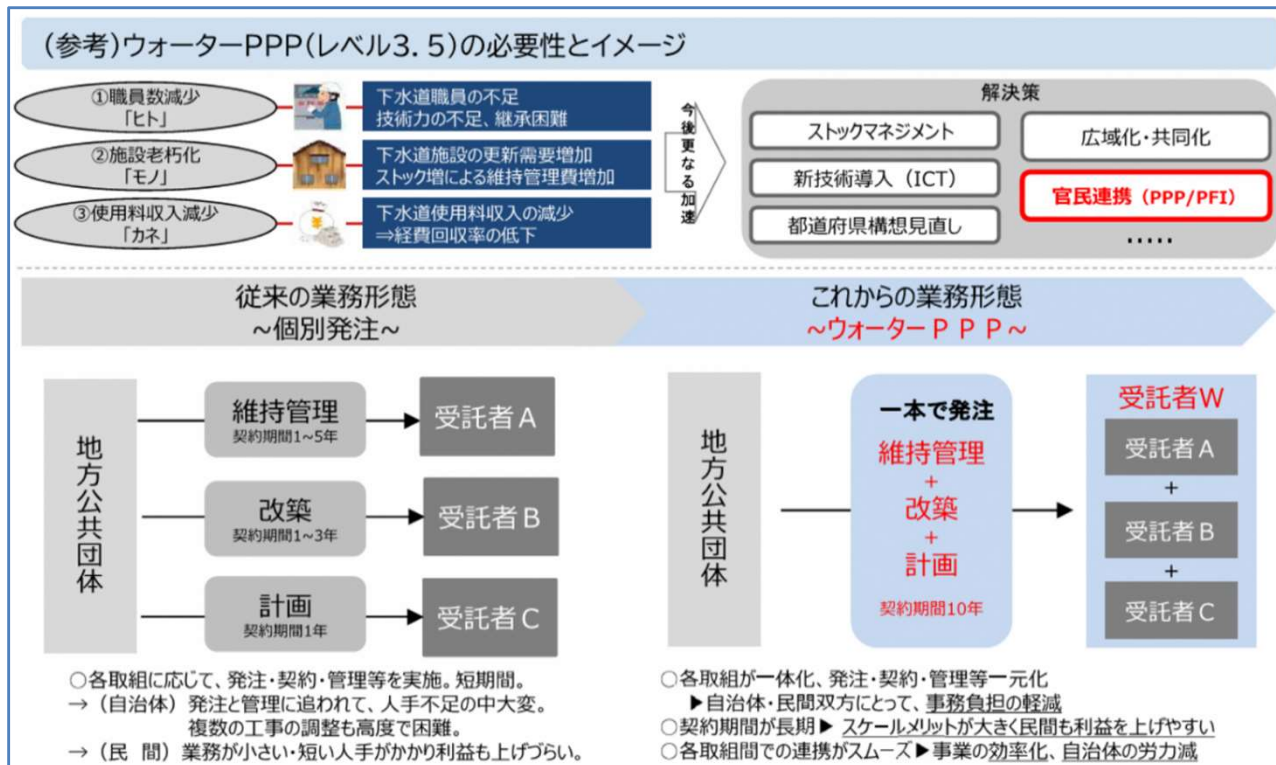 (参考)ウォーターPPP(レベル3.5)の必要性とイメージ
①職員数減少
「ヒト」
下水道職員の不足
技術力の不足、継承困難
②施設老朽化
「モノ」
下水道施設の更新需要増加
ストック増による維持管理費増加
③使用料収入減少
「カネ」
下水道使用料収入の減少
⇒経費回収率の低下
今後更なる加速
解決策
ストックマネジメント
新技術導入（ICT）
都道府県構想見直し
広域化・共同化
官民連携（PPP/PFI）
・・・・・
従来の業務形態
~個別発注~
これからの業務形態
~ウォーターＰＰＰ~
地方公共団体
維持管理
契約期間1~5年
受託者A
改築
契約期間1~3年
受託者B
計画
契約期間1年
受託者C
○各取組に応じて、発注・契約・管理等を実施。短期間。
→（自治体）発注と管理に追われて、人手不足の中大変。
複数の工事の調整も高度で困難。
→（民　間）業務が小さい・短い人手がかかり利益も上げづらい。
地方公共団体
一本で発注
維持管理
+
改築
+
計画
契約期間10年
受託者W
受託者A
+
受託者B
+
受託者C
○各取組が一体化、発注・契約・管理等一元化
▶自治体・民間双方にとって、事務負担の軽減
○契約期間が長期▶ スケールメリットが大きく民間も利益を上げやすい
○各取組間での連携がスムーズ▶事業の効率化、自治体の労力減